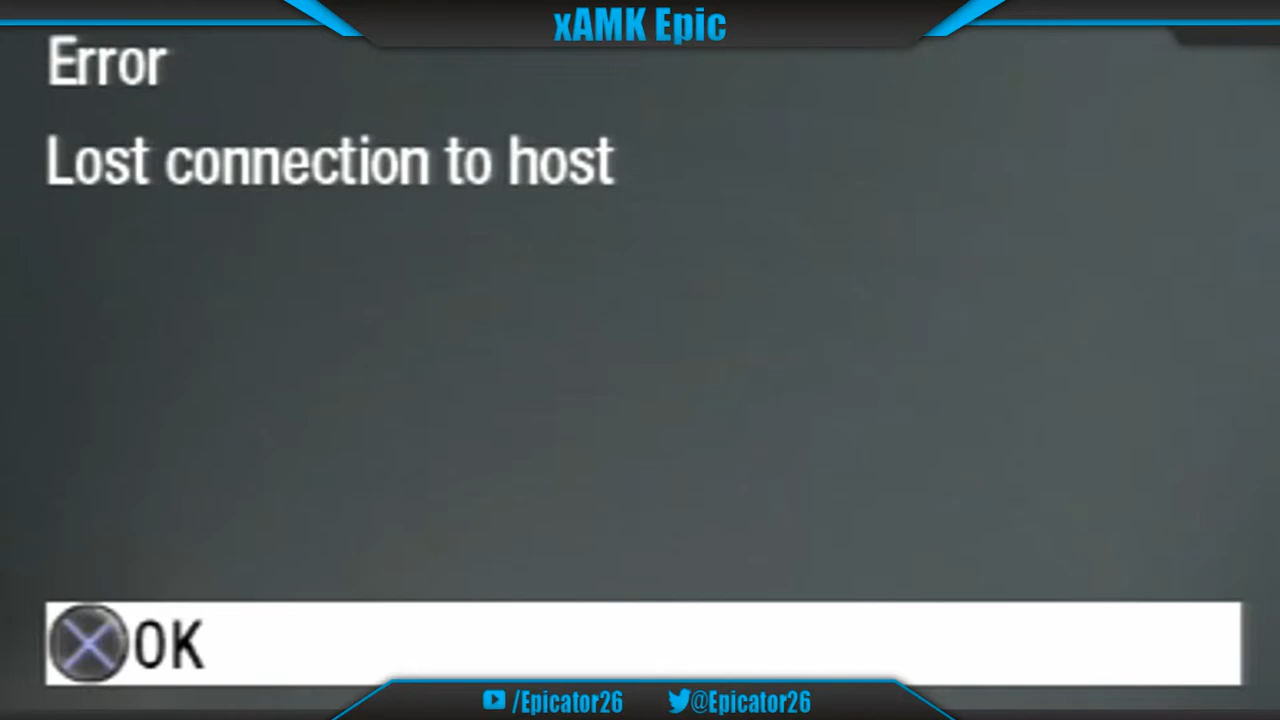 xAMK Epic
Error
Lost connection to host
OK
/Epicator26
@Epicator26